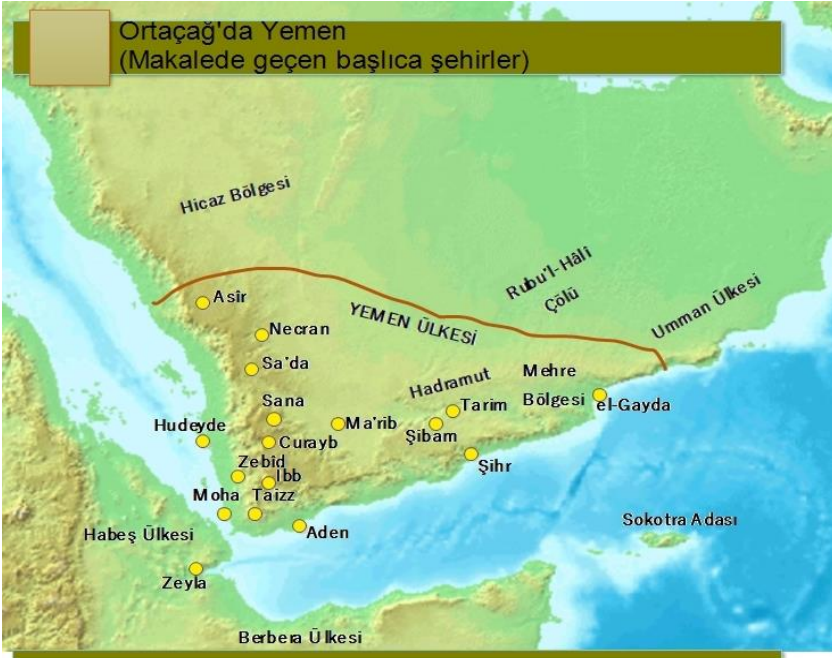 Ortaçağ'da Yemen
(Makalede geçen başlıca şehirler)
Hicaz Bölgesi
Rubu'l-Hâlî
Çölü
Umman Ülkesi
Asîr
YEMEN ÜLKESİ
Necran
Sa'da
Mehre
Bölgesi
Hadramut
el-Gayda
Tarim
Sana
Ma'rib
Şibam
Hudeyde
Curayb
Şihr
Zebîd
Ibb
Moha
Taizz
Aden
Sokotra Adası
Habeş Ülkesi
Zeyla
Berbera Ülkesi